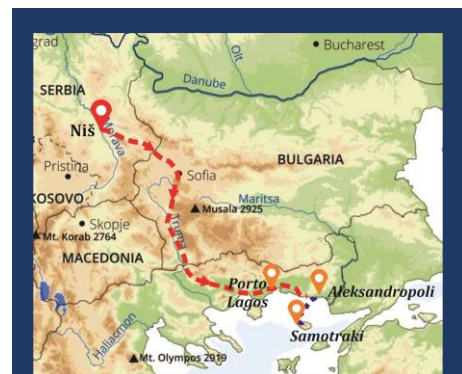 grad
Bucharest
Olt
Danube
SERBIA
Niš
Morava
Pristina
Sofia
BULGARIA
KOSOVO
Maritsa
Musala 2925
Skopje
Struma
Mt. Korab 2764
MACEDONIA
Porto
Lagos
Aleksandropoli
Samotraki
Haliacmon
Mt. Olympos 2919